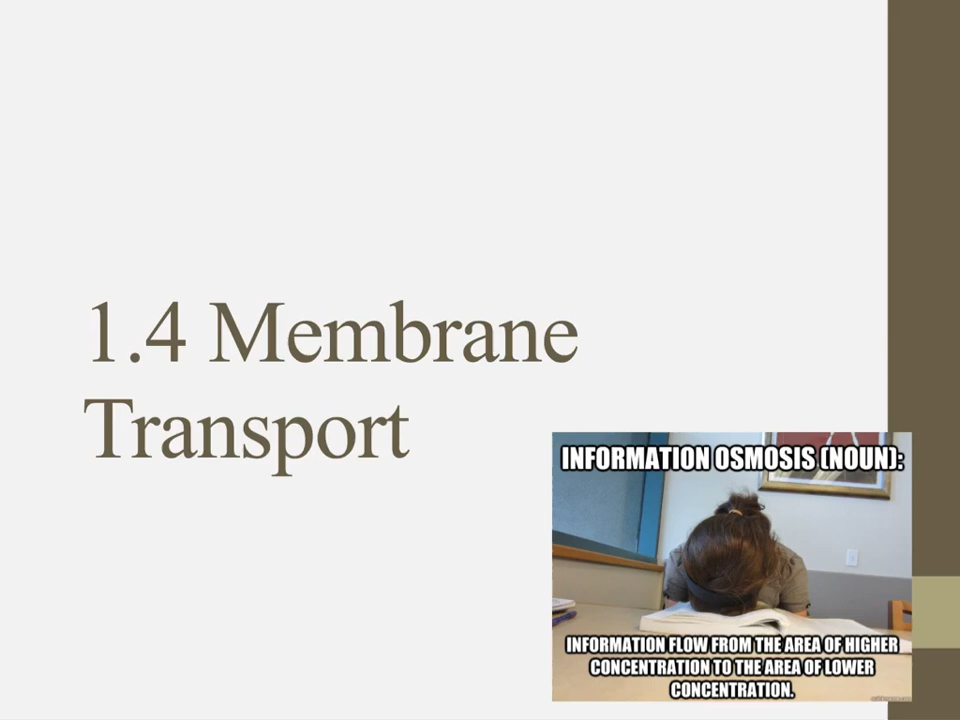 1.4 Membrane
Transport
INFORMATION OSMOSIS (NOUN):
INFORMATION FLOW FROM THE AREA OF HIGHER
CONCENTRATION TO THE AREA OF LOWER
CONCENTRATION.